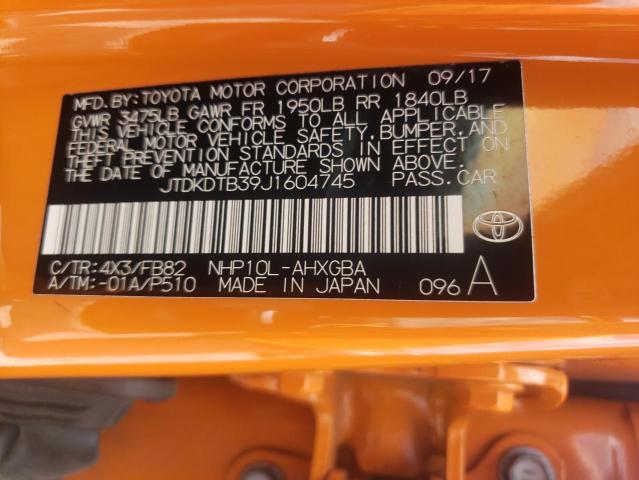 MFD. BY: TOYOTA MOTOR CORPORATION 09/17
GVWR 3475LB GAWR FR 1950LB RR 1840LB
THIS VEHICLE CONFORMS TO ALL APPLICABLE
FEDERAL MOTOR VEHICLE SAFETY, BUMPER, AND
THEFT PREVENTION STANDARDS IN EFFECT ON
THE DATE OF MANUFACTURE SHOWN ABOVE.
JTDKDTB39J1604745 PASS. CAR
C/TR: 4X3/FB82 NHP10L-AHXGBA
A/TM: -01A/P510 MADE IN JAPAN 096 A
TOYOTA